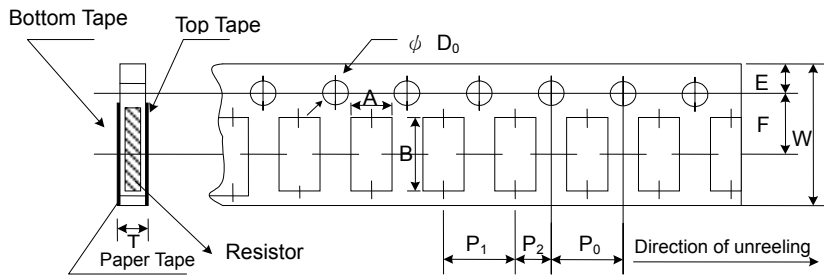 Bottom Tape
Top Tape
ϕ D0
A
B
E
F
W
T
P1
P2
P0
Paper Tape
Resistor
Direction of unreeling